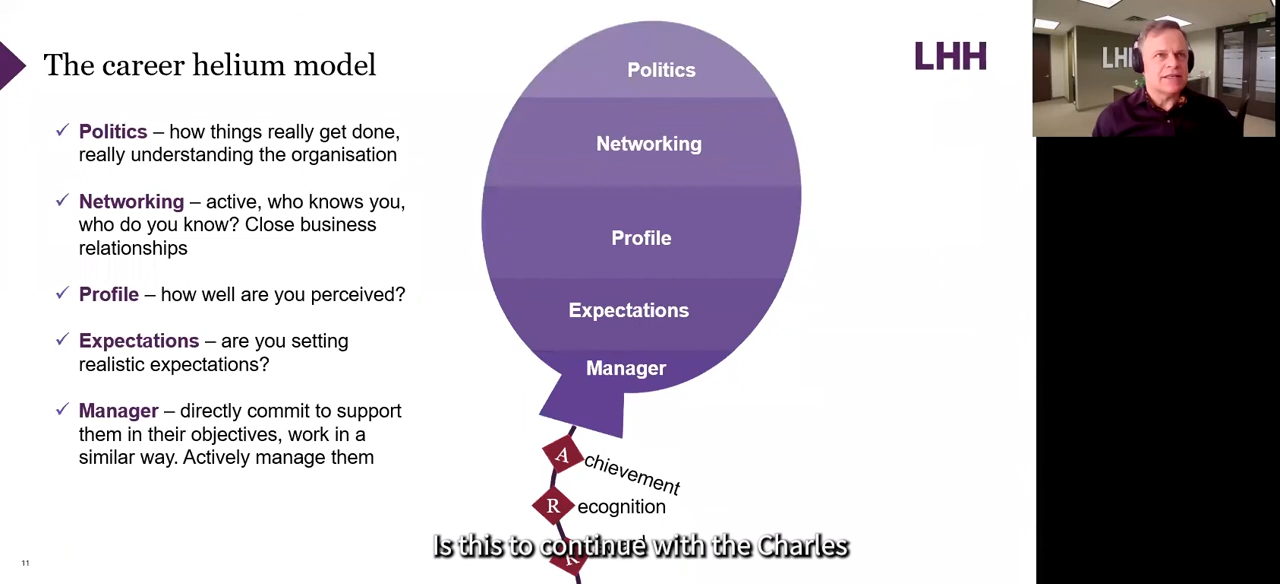 The career helium model
LHH
LHH
✓ Politics – how things really get done,
really understanding the organisation
✓ Networking – active, who knows you,
who do you know? Close business
relationships
✓ Profile – how well are you perceived?
✓ Expectations – are you setting
realistic expectations?
✓ Manager – directly commit to support
them in their objectives, work in a
similar way. Actively manage them
Politics
Networking
Profile
Expectations
Manager
Achievement
Recognition
R
Is this to continue with the Charles
11